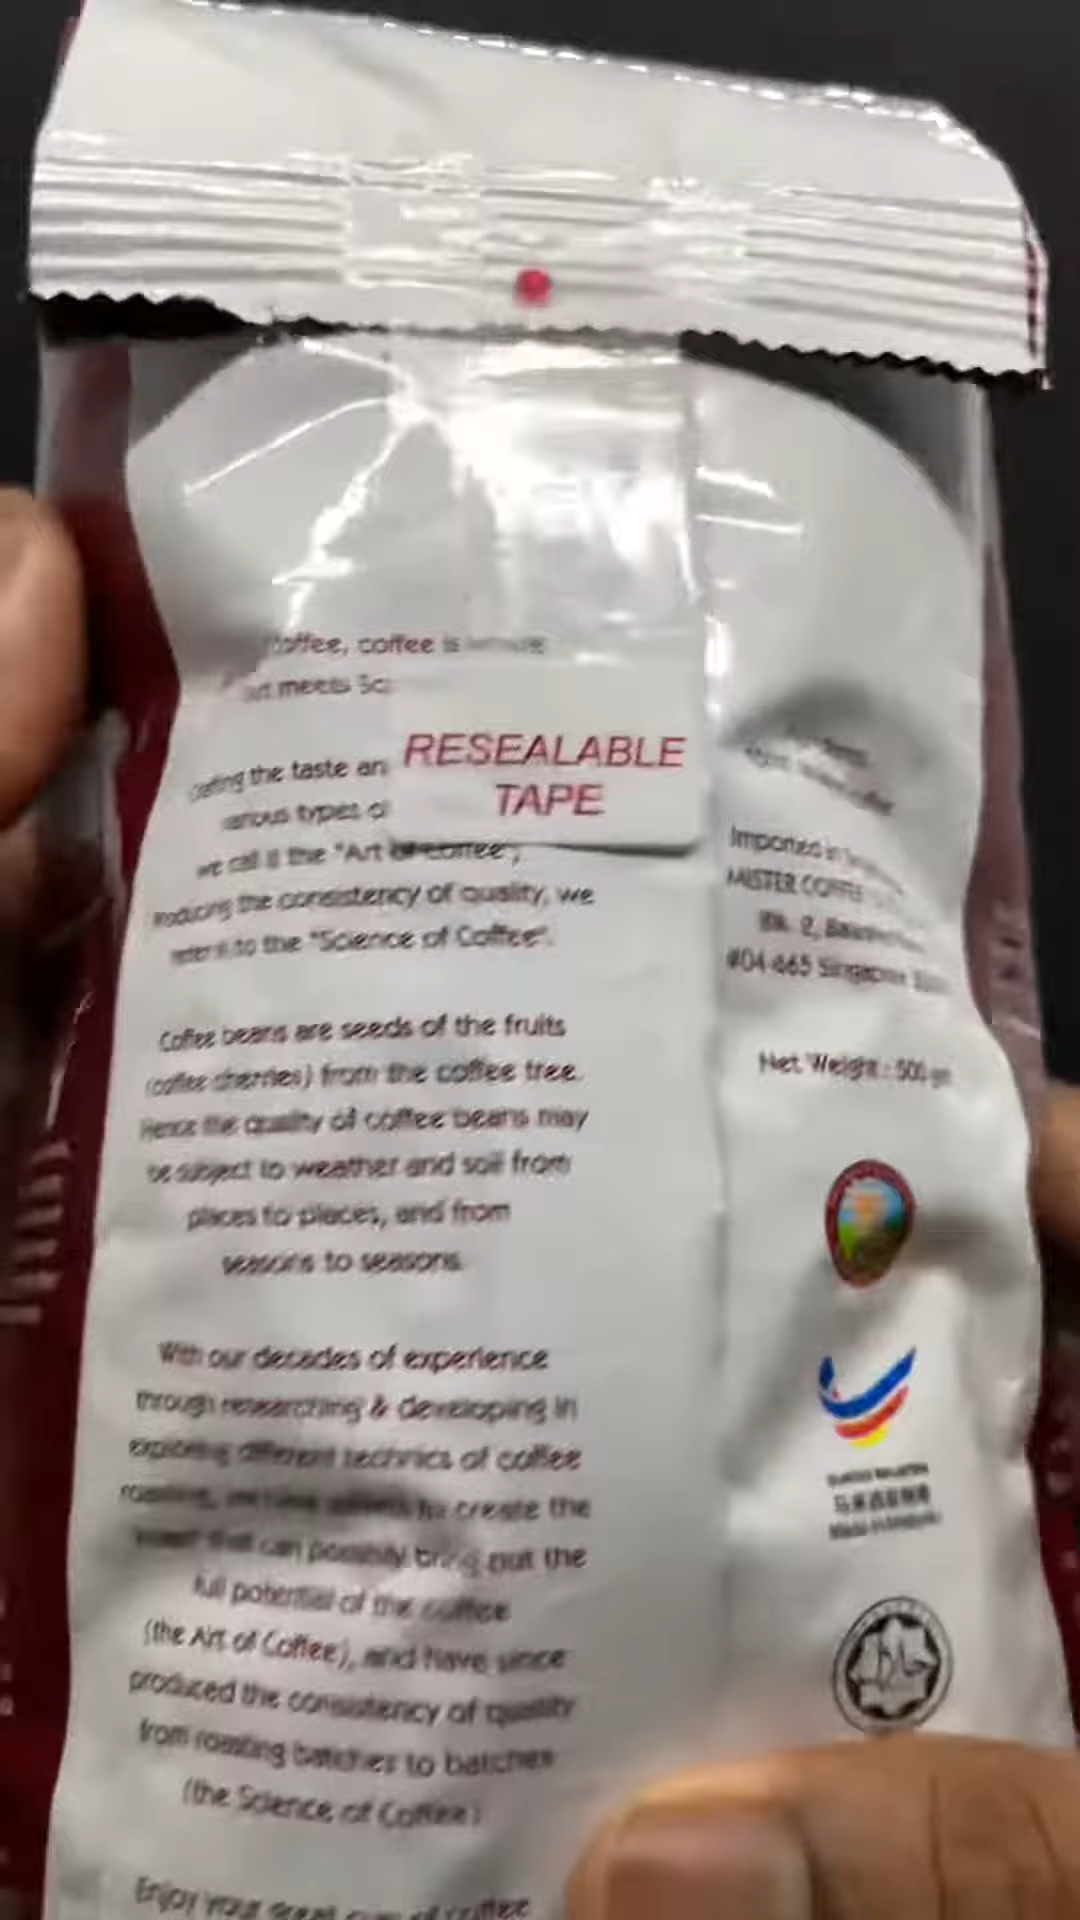 coffee, coffee is
art meets
the taste an
various types of
we call it the "Art of coffee",
Producing the consistency of quality, we
refer it to the "Science of Coffee".
RESEALABLE
TAPE
Coffee beans are seeds of the fruits
(coffee cherries) from the coffee tree.
Hence the quality of coffee beans may
be subject to weather and soil from
places to places, and from
seasons to seasons.
With our decades of experience
through researching & developing in
exploring different technics of coffee
roasting, to create the
that can possibly bring out the
full potential of the coffee
(the Art of Coffee), and have since
produced the consistency of quality
from roasting batches to batches
(the Science of Coffee)
Enjoy your great cup of coffee
Imported in
MISTER COFFEE
Blk. 2,
#04-665 Singapore
Net. Weight : 500 gm